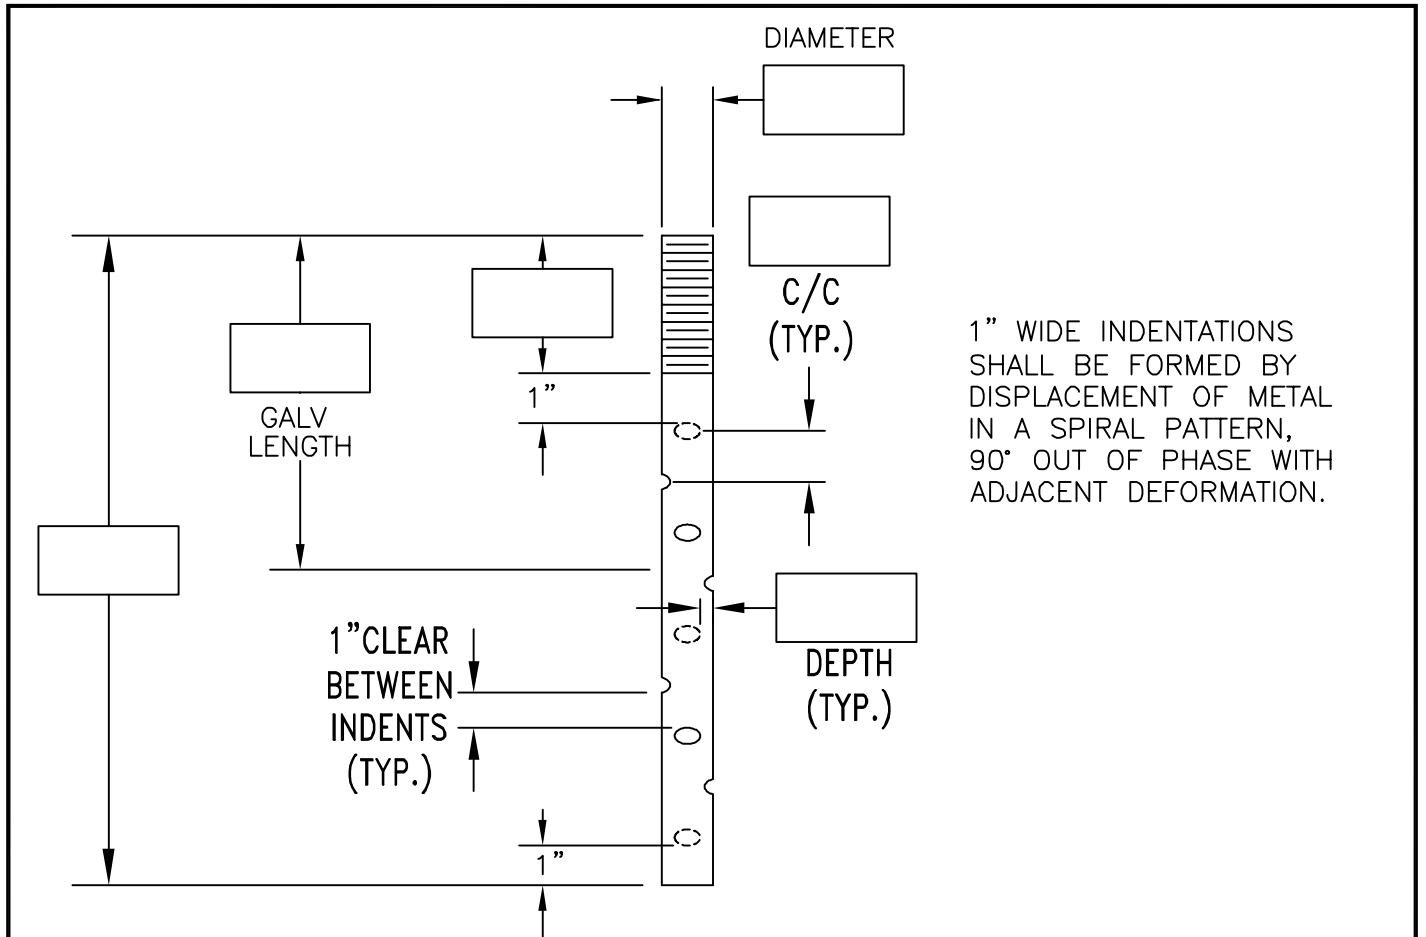 DIAMETER
C/C
(TYP.)
1" WIDE INDENTATIONS
SHALL BE FORMED BY
DISPLACEMENT OF METAL
IN A SPIRAL PATTERN,
90° OUT OF PHASE WITH
ADJACENT DEFORMATION.
1"
GALV
LENGTH
1"CLEAR
BETWEEN
INDENTS
(TYP.)
DEPTH
(TYP.)
1"